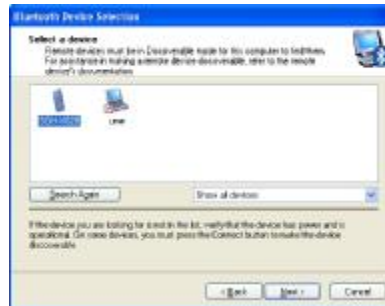 Bluetooth Device Selection
Select a device
Remote devices must be in Discoverable mode for this computer to find them.
For assistance in making a remote device discoverable, refer to the remote
device's documentation.
Search Again
Show all devices
If the device you are looking for is not in the list, verify that the device has power and is
operational. On some devices, you must press the Connect button to make the device
discoverable.
< Back
Next >
Cancel